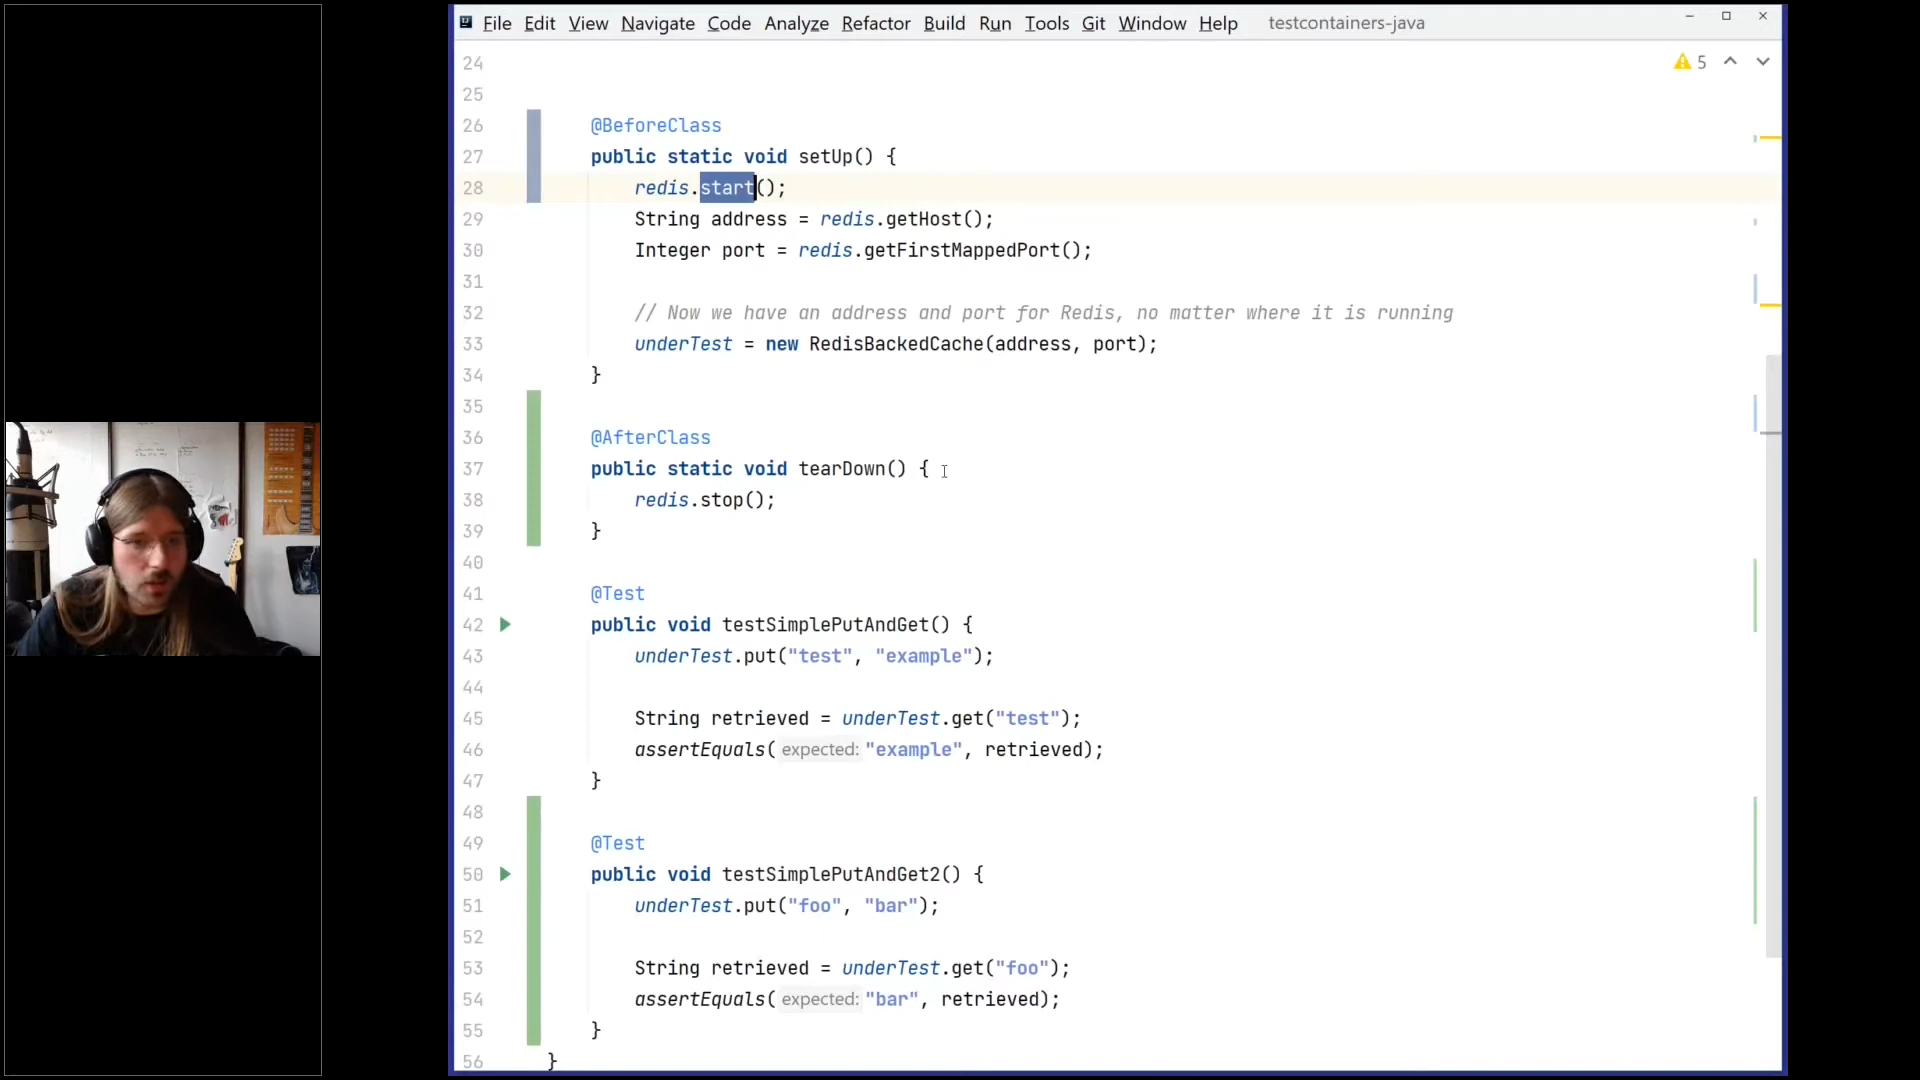 File Edit View Navigate Code Analyze Refactor Build Run Tools Git Window Help testcontainers-java
24
5
25
26 @BeforeClass
27 public static void setUp() {
28 redis.start();
29 String address = redis.getHost();
30 Integer port = redis.getFirstMappedPort();
31
32 // Now we have an address and port for Redis, no matter where it is running
33 underTest = new RedisBackedCache(address, port);
34 }
35
36 @AfterClass
37 public static void tearDown() {
38 redis.stop();
39 }
40
41 @Test
42 public void testSimplePutAndGet() {
43 underTest.put("test", "example");
44
45 String retrieved = underTest.get("test");
46 assertEquals( expected: "example", retrieved);
47 }
48
49 @Test
50 public void testSimplePutAndGet2() {
51 underTest.put("foo", "bar");
52
53 String retrieved = underTest.get("foo");
54 assertEquals( expected: "bar", retrieved);
55 }
56 }